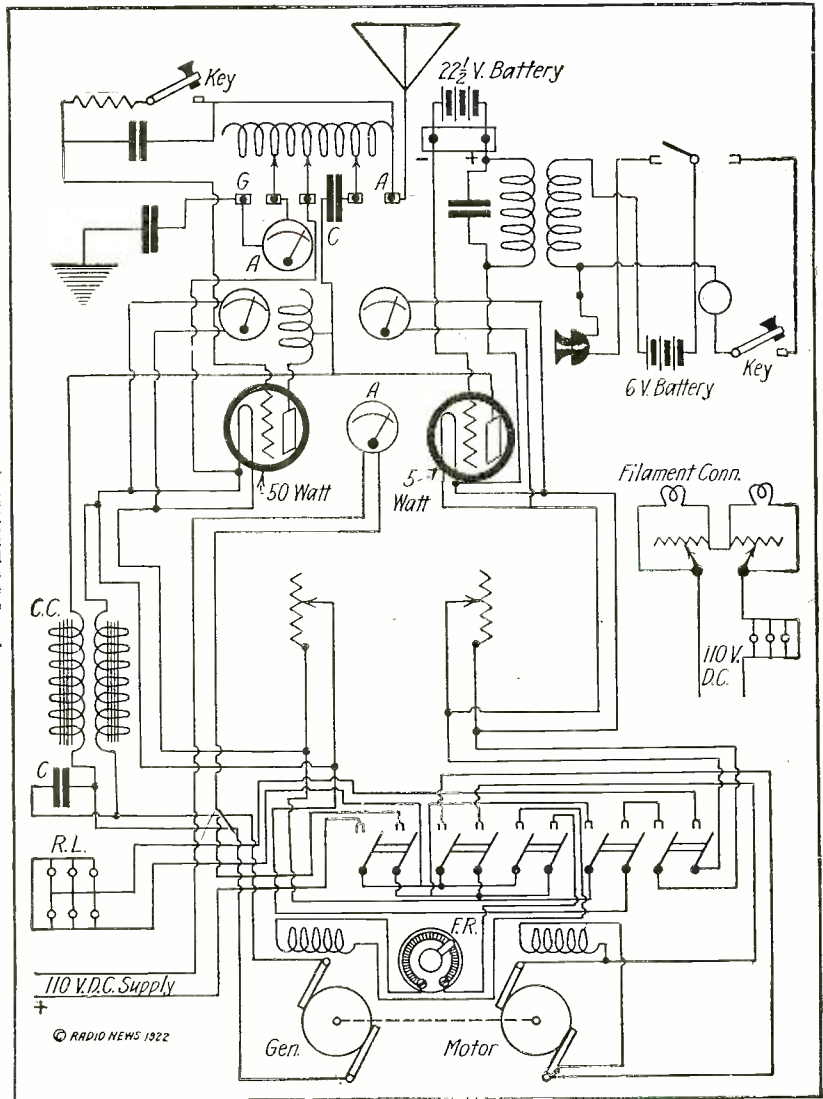 Key
22½ V. Battery
- +
G
A
C
A
6 V. Battery
Key
A
50 Watt
5-
Watt
Filament Conn.
110 V.
D.C.
C.C.
C
R.L.
F.R.
110 V.D.C. Supply
+
Gen.
Motor
© RADIO NEWS 1922